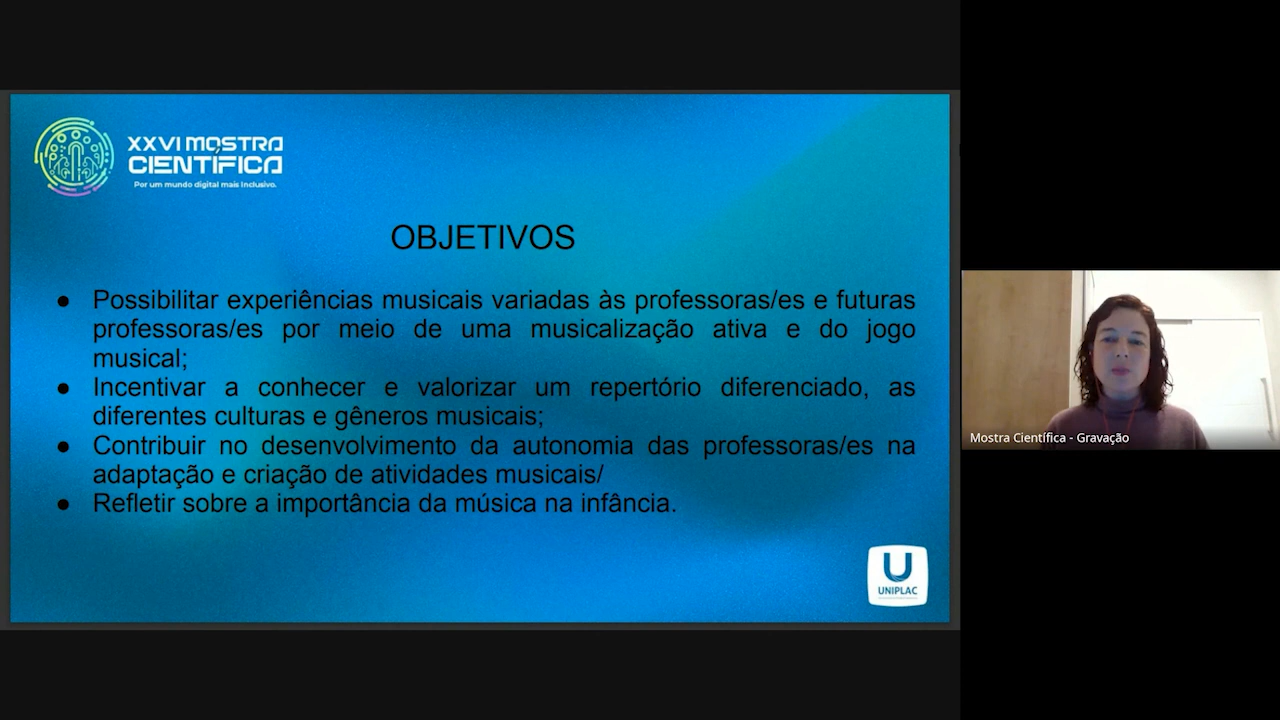 XXVI MOSTRA
CIENTÍFICA
Por um mundo digital mais Inclusivo.
OBJETIVOS
● Possibilitar experiências musicais variadas às professoras/es e futuras
professoras/es por meio de uma musicalização ativa e do jogo
musical;
● Incentivar a conhecer e valorizar um repertório diferenciado, as
diferentes culturas e gêneros musicais;
● Contribuir no desenvolvimento da autonomia das professoras/es na
adaptação e criação de atividades musicais/
● Refletir sobre a importância da música na infância.
U
UNIPLAC
Mostra Científica - Gravação